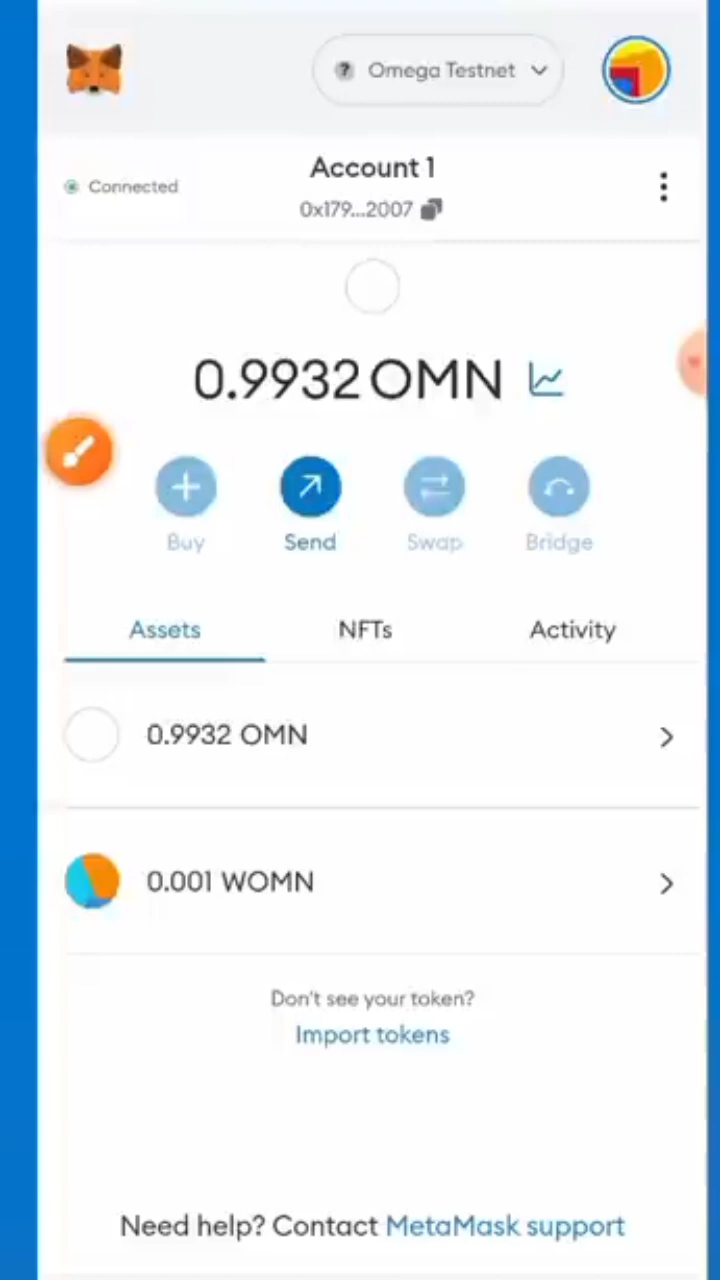 ? Omega Testnet
Connected
Account 1
0x179...2007
0.9932 OMN
Buy Send Swap Bridge
Assets NFTs Activity
0.9932 OMN
0.001 WOMN
Don't see your token?
Import tokens
Need help? Contact MetaMask support